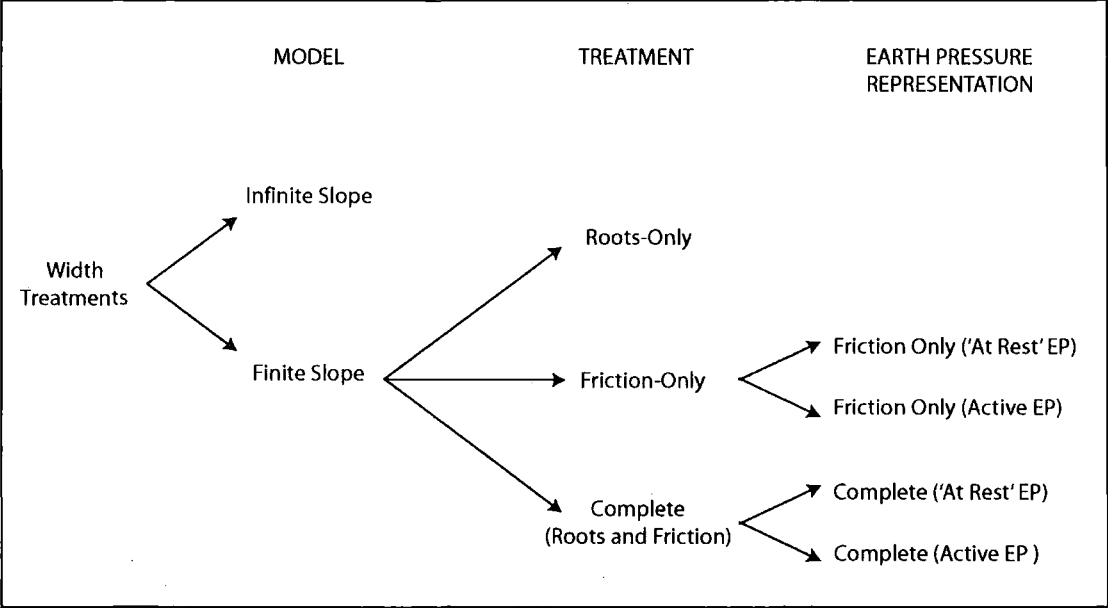 MODEL
TREATMENT
EARTH PRESSURE
REPRESENTATION
Infinite Slope
Width
Treatments
Finite Slope
Roots-Only
Friction-Only
Complete
(Roots and Friction)
Friction Only ('At Rest' EP)
Friction Only (Active EP)
Complete ('At Rest' EP)
Complete (Active EP )